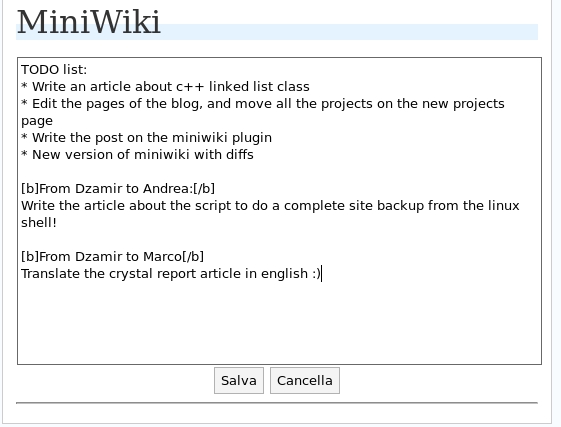 MiniWiki
TODO list:
* Write an article about c++ linked list class
* Edit the pages of the blog, and move all the projects on the new projects
page
* Write the post on the miniwiki plugin
* New version of miniwiki with diffs
[b]From Dzamir to Andrea:[/b]
Write the article about the script to do a complete site backup from the linux
shell!
[b]From Dzamir to Marco[/b]
Translate the crystal report article in english :)
Salva Cancella